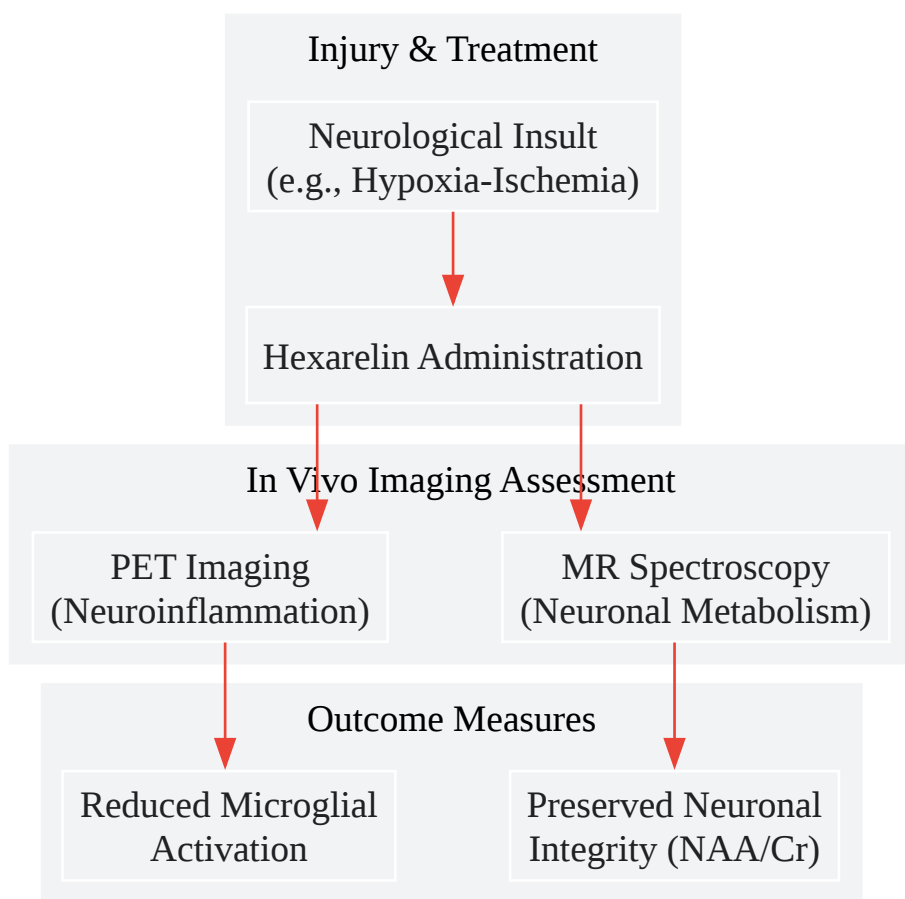 Injury & Treatment
Neurological Insult
(e.g., Hypoxia-Ischemia)
Hexarelin Administration
In Vivo Imaging Assessment
PET Imaging
(Neuroinflammation)
MR Spectroscopy
(Neuronal Metabolism)
Outcome Measures
Reduced Microglial
Activation
Preserved Neuronal
Integrity (NAA/Cr)